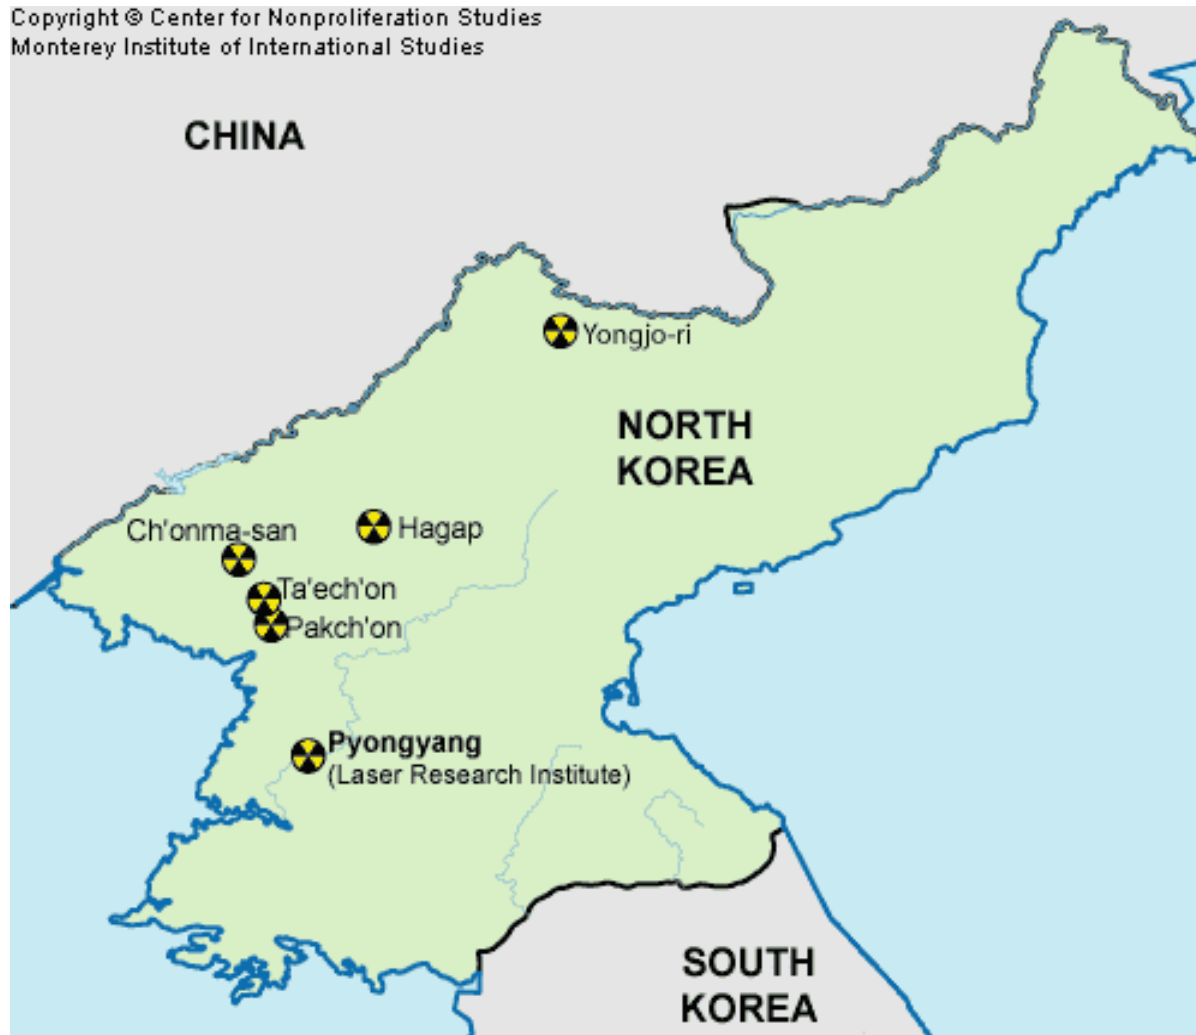 Copyright © Center for Nonproliferation Studies
Monterey Institute of International Studies
CHINA
Yongjo-ri
NORTH
KOREA
Ch'onma-san
Hagap
Ta'ech'on
Pakch'on
Pyongyang
(Laser Research Institute)
SOUTH
KOREA